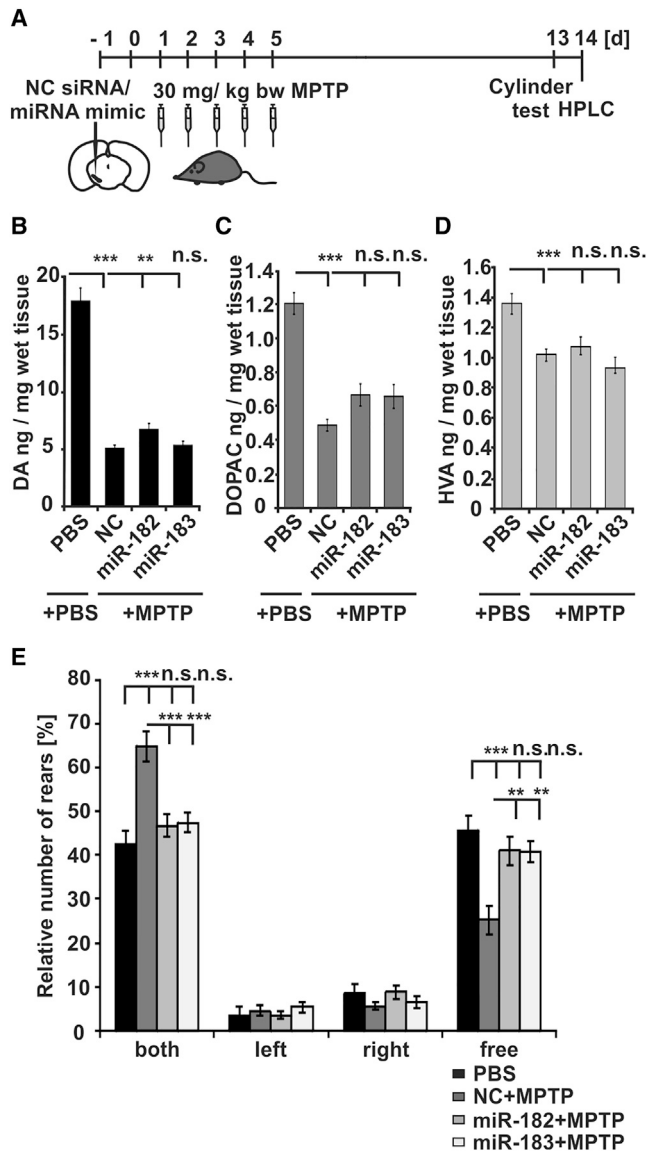 A
-1 0 1 2 3 4 5 13 14 [d]
NC siRNA/
miRNA mimic
30 mg/ kg bw MPTP
Cylinder
test HPLC
B
*** ** n.s.
20
15
10
5
0
DA ng / mg wet tissue
PBS NC miR-182 miR-183
+PBS +MPTP
C
*** n.s. n.s.
1.4
1.2
1.0
0.8
0.6
0.4
0.2
0
DOPAC ng / mg wet tissue
PBS NC miR-182 miR-183
+PBS +MPTP
D
*** n.s. n.s.
1.6
1.4
1.2
1.0
0.8
0.6
0.4
0.2
0
HVA ng / mg wet tissue
PBS NC miR-182 miR-183
+PBS +MPTP
E
80
70
60
50
40
30
20
10
0
Relative number of rears [%]
*** n.s. n.s.
*** ***
*** n.s. n.s.
** **
both left right free
PBS
NC+MPTP
miR-182+MPTP
miR-183+MPTP